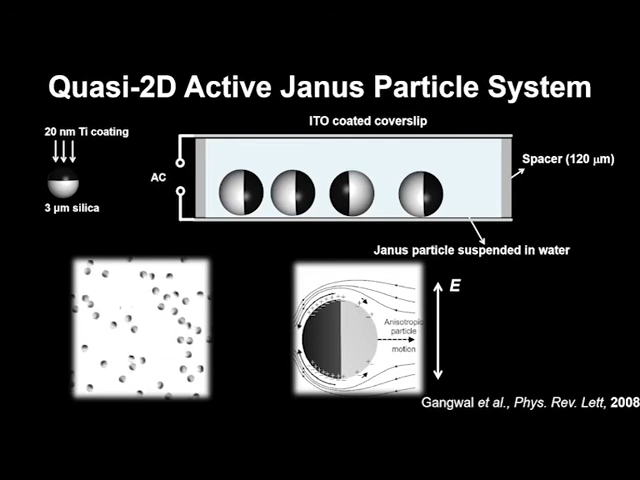 Quasi-2D Active Janus Particle System
20 nm Ti coating
3 µm silica
ITO coated coverslip
AC
Spacer (120 µm)
Janus particle suspended in water
E
Anisotropic
particle
motion
Gangwal et al., Phys. Rev. Lett, 2008